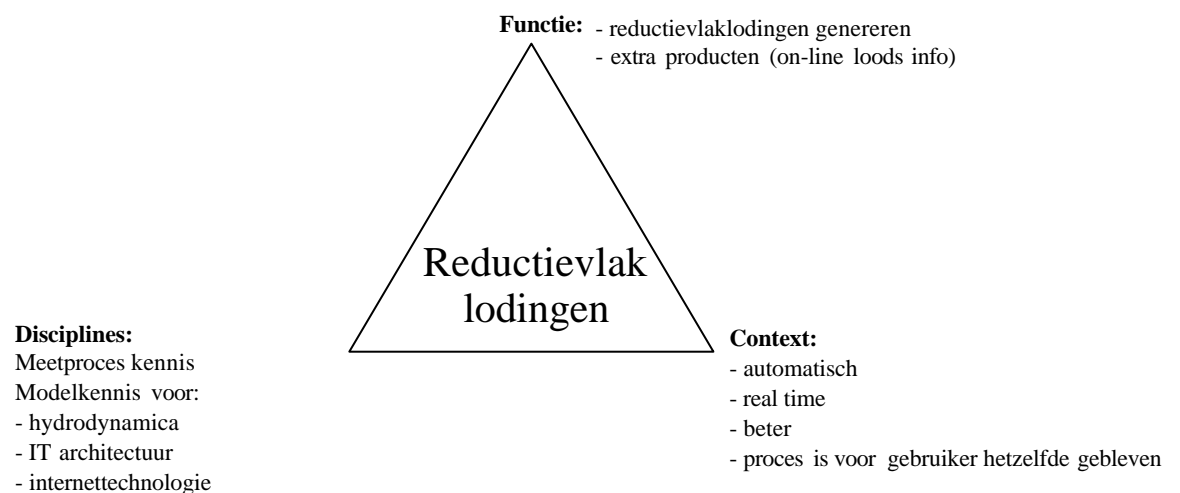 Functie: - reductievlaklodingen genereren
- extra producten (on-line loods info)
Reductievlak
lodingen
Disciplines:
Meetproces kennis
Modelkennis voor:
- hydrodynamica
- IT architectuur
- internettechnologie
Context:
- automatisch
- real time
- beter
- proces is voor gebruiker hetzelfde gebleven